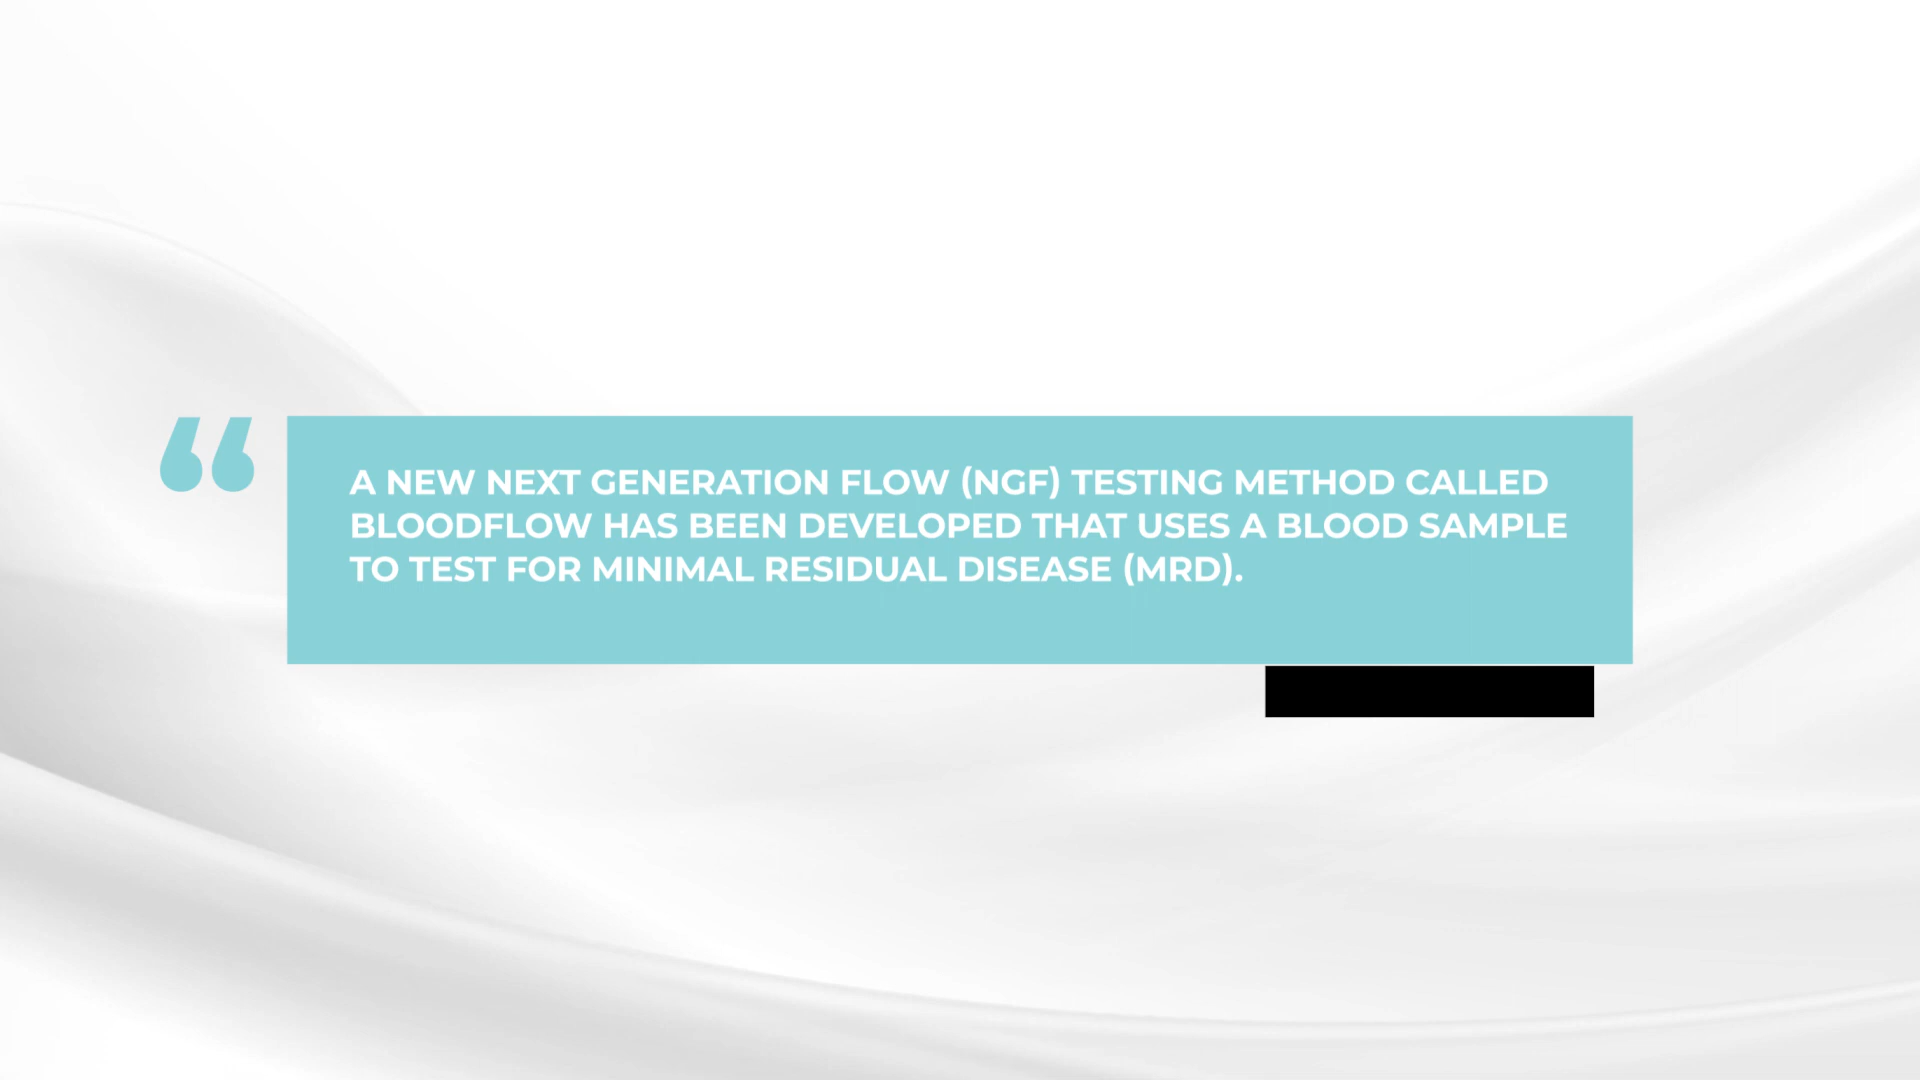 “
A NEW NEXT GENERATION FLOW (NGF) TESTING METHOD CALLED
BLOODFLOW HAS BEEN DEVELOPED THAT USES A BLOOD SAMPLE
TO TEST FOR MINIMAL RESIDUAL DISEASE (MRD).